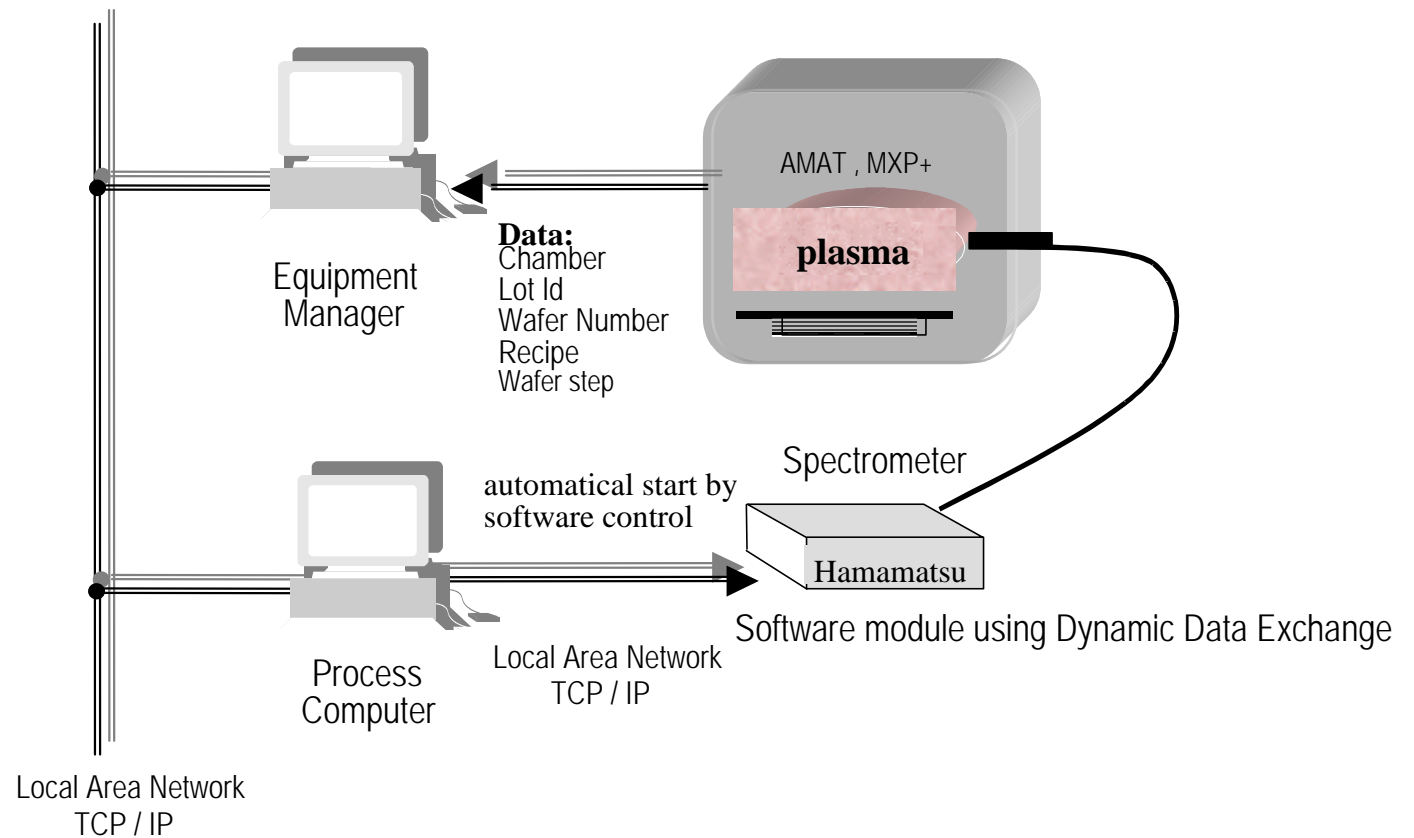 AMAT , MXP+
plasma
Equipment
Manager
Data:
Chamber
Lot Id
Wafer Number
Recipe
Wafer step
Spectrometer
automatical start by
software control
Hamamatsu
Software module using Dynamic Data Exchange
Process
Computer
Local Area Network
TCP / IP
Local Area Network
TCP / IP